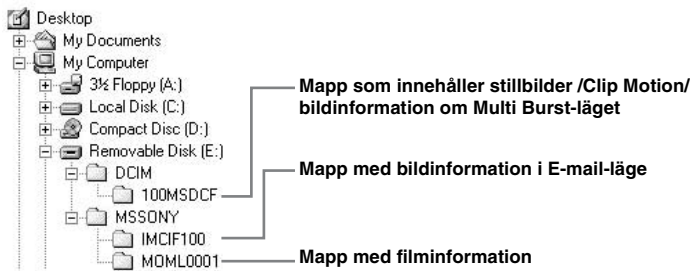 Desktop
My Documents
My Computer
3½ Floppy (A:)
Local Disk (C:)
Compact Disc (D:)
Removable Disk (E:)
DCIM
100MSDCF
MSSONY
IMCIF100
MOML0001
Mapp som innehåller stillbilder /Clip Motion/
bildinformation om Multi Burst-läget
Mapp med bildinformation i E-mail-läge
Mapp med filminformation